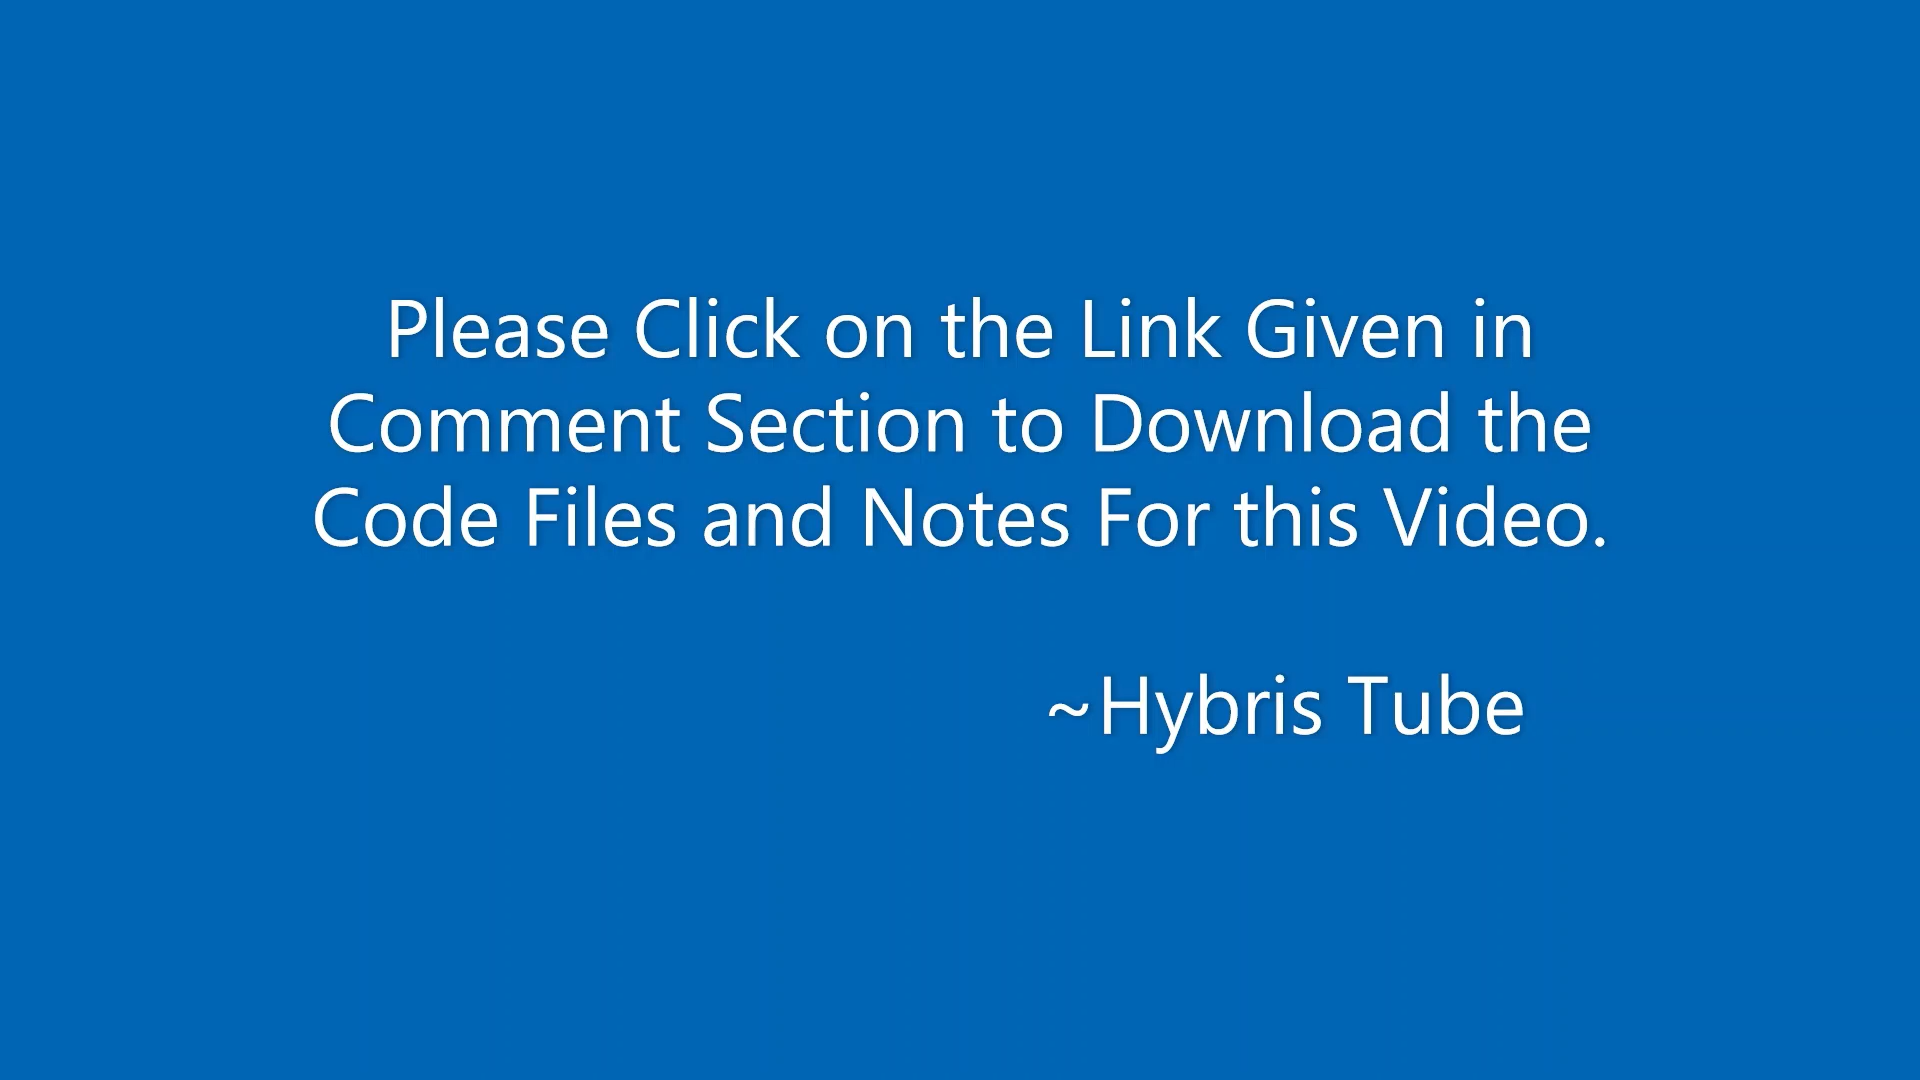 Please Click on the Link Given in
Comment Section to Download the
Code Files and Notes For this Video.
~Hybris Tube